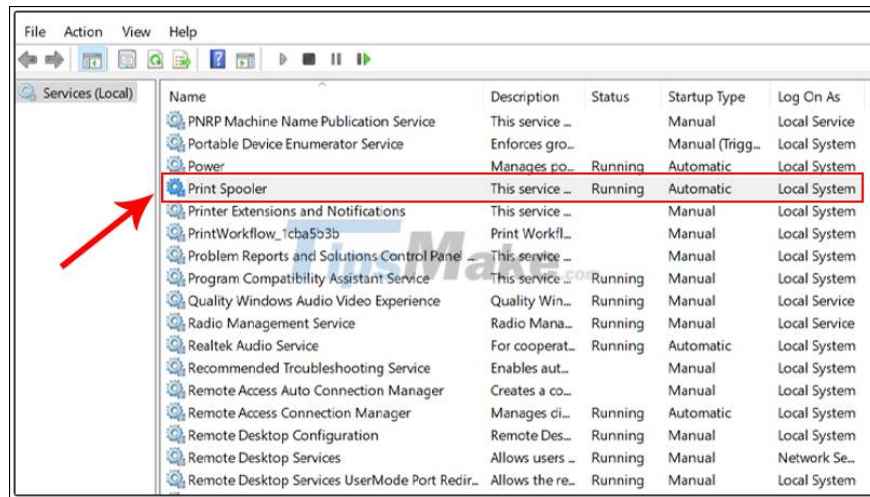 File Action View Help
Services (Local)
Name Description Status Startup Type Log On As
PNRP Machine Name Publication Service This service ... Manual Local Service
Portable Device Enumerator Service Enforces gro... Manual (Trigg... Local System
Power Manages po... Running Automatic Local System
Print Spooler This service ... Running Automatic Local System
Printer Extensions and Notifications This service ... Manual Local System
PrintWorkflow_1cba5b3b Print Workfl... Manual Local System
Problem Reports and Solutions Control Panel ... This service ... Manual Local System
Program Compatibility Assistant Service This service ... Running Manual Local System
Quality Windows Audio Video Experience Quality Win... Running Manual Local Service
Radio Management Service Radio Mana... Running Manual Local Service
Realtek Audio Service For cooperat... Running Automatic Local System
Recommended Troubleshooting Service Enables aut... Manual Local System
Remote Access Auto Connection Manager Creates a co... Manual Local System
Remote Access Connection Manager Manages di... Running Automatic Local System
Remote Desktop Configuration Remote Des... Running Manual Local System
Remote Desktop Services Allows users ... Running Manual Network Se...
Remote Desktop Services UserMode Port Redir... Allows the re... Running Manual Local System
TipsMake.com